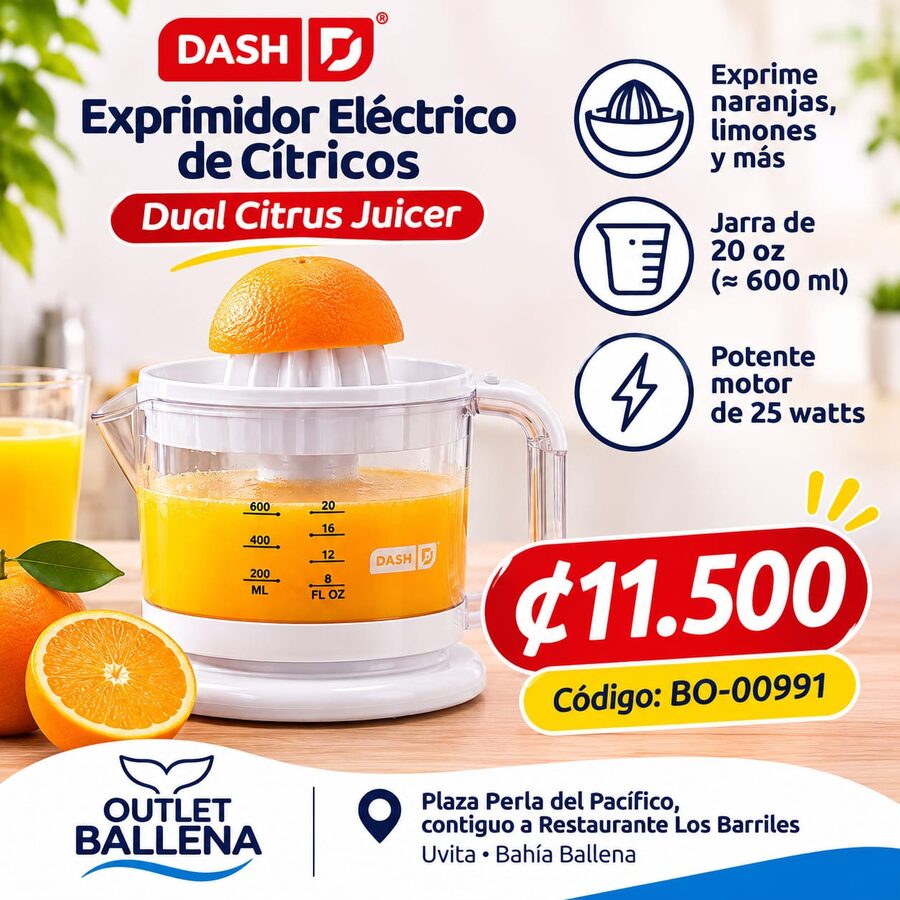 DASH D®
Exprimidor Eléctrico
de Cítricos
Dual Citrus Juicer
Exprime
naranjas,
limones
y más
Jarra de
20 oz
(≈ 600 ml)
Potente
motor
de 25 watts
600 20
16
400
12
200 8
ML FL OZ
DASH D
₡11.500
Código: BO-00991
OUTLET
BALLENA
Plaza Perla del Pacífico,
contiguo a Restaurante Los Barriles
Uvita • Bahía Ballena